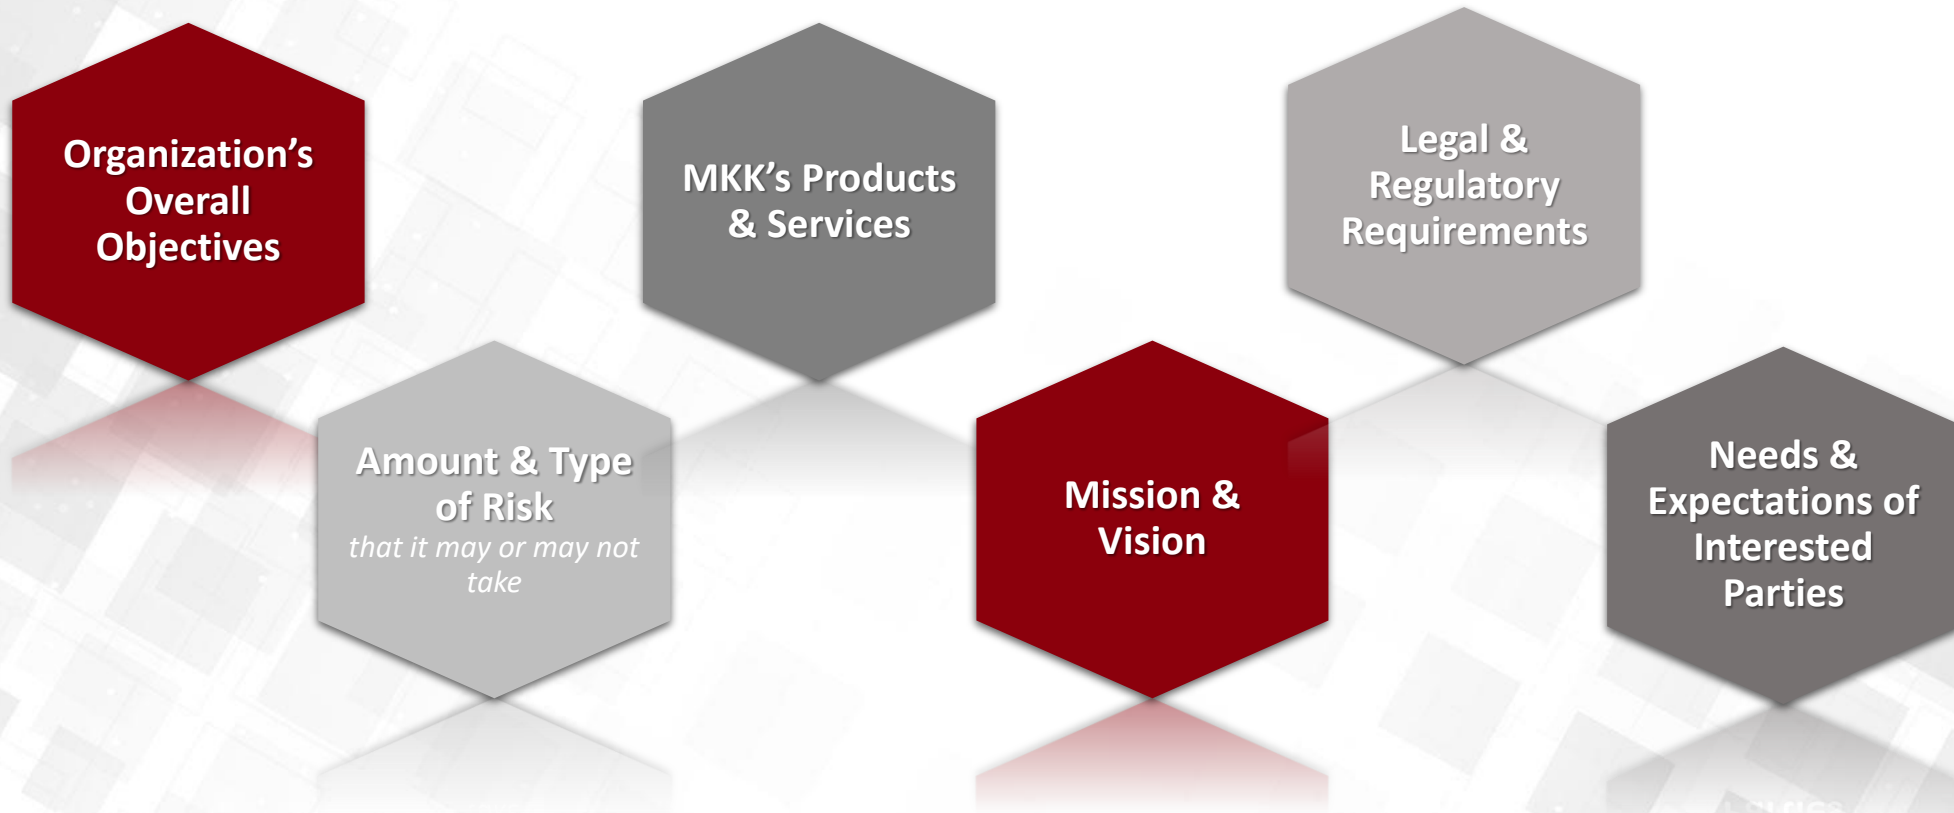 Organization’s
Overall
Objectives
Amount & Type
of Risk
that it may or may not
take
MKK’s Products
& Services
Mission &
Vision
Legal &
Regulatory
Requirements
Needs &
Expectations of
Interested
Parties